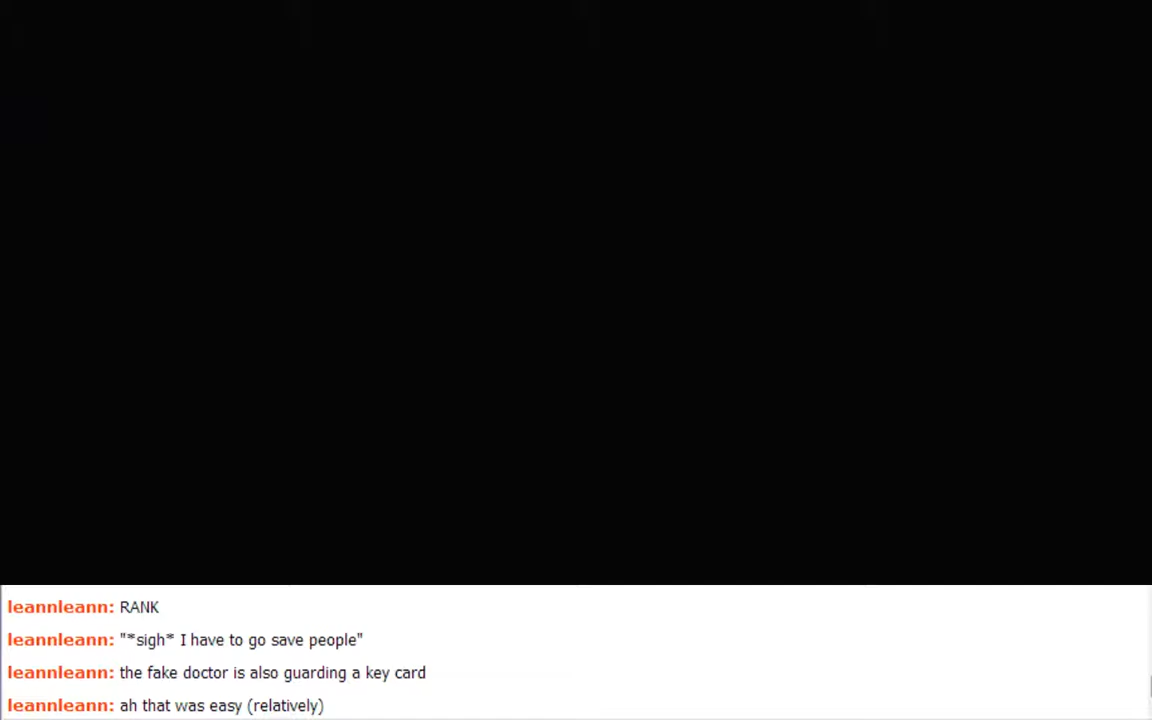 leannleann: RANK
leannleann: "*sigh* I have to go save people"
leannleann: the fake doctor is also guarding a key card
leannleann: ah that was easy (relatively)